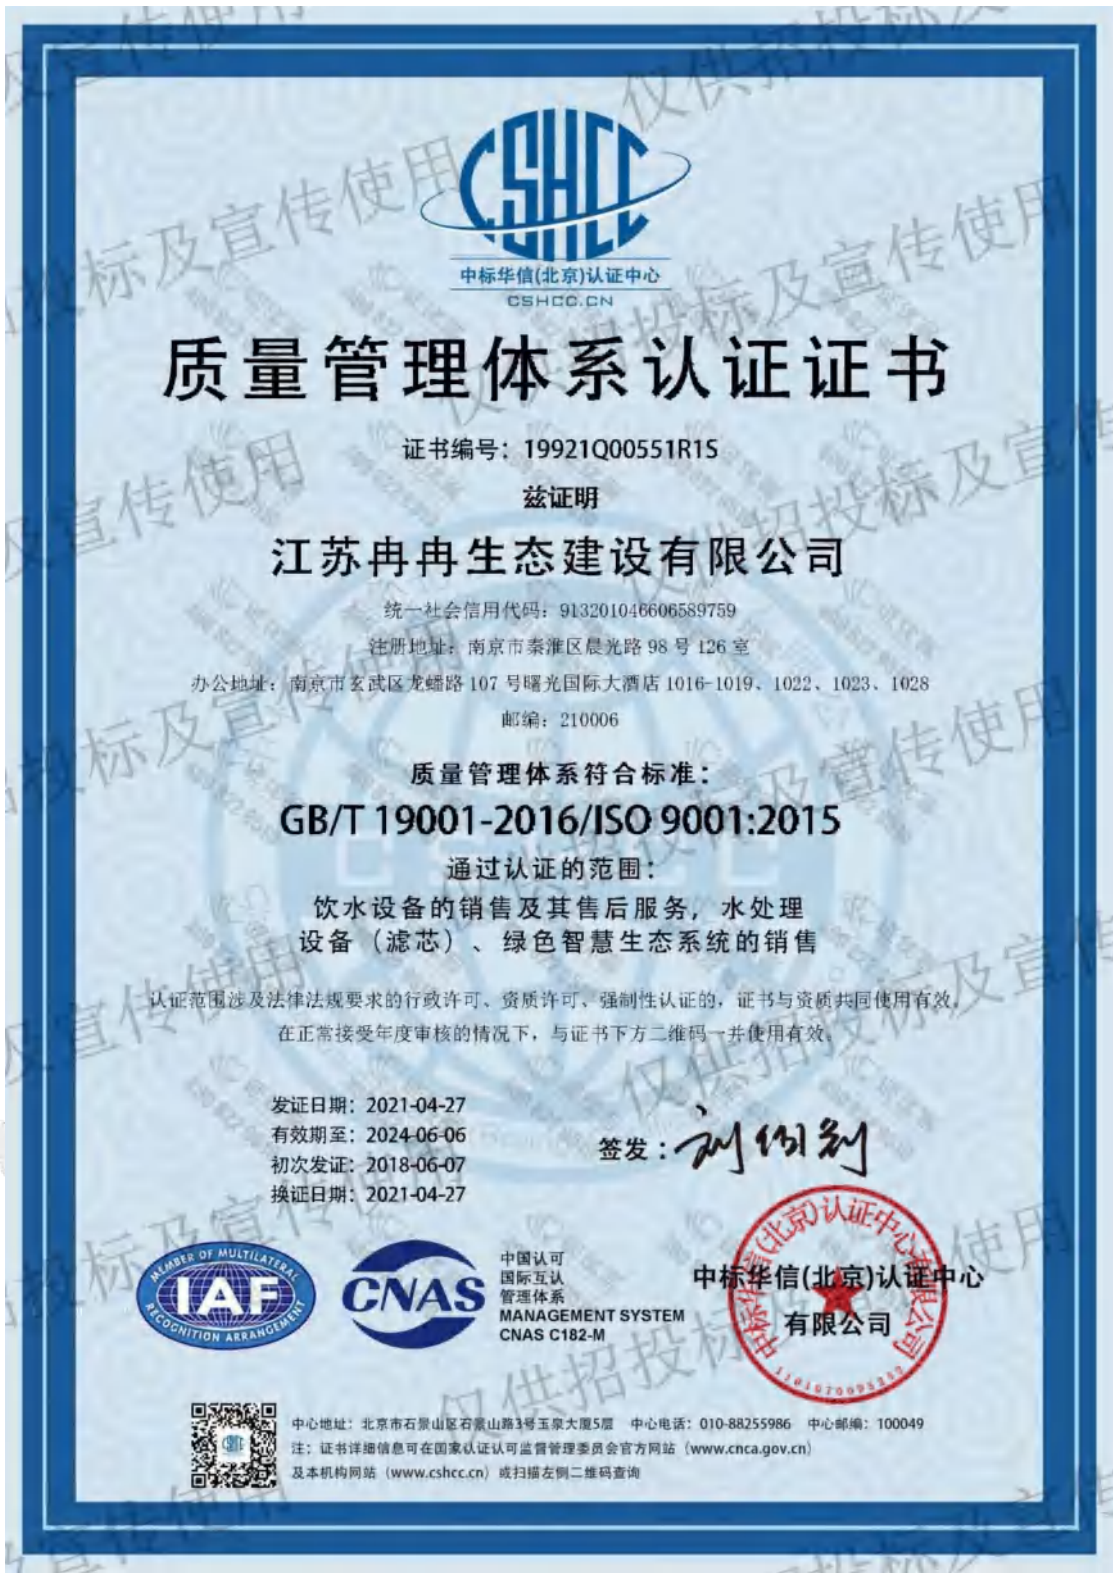 CSHCC
中标华信(北京)认证中心
CSHCC.CN
质量管理体系认证证书
证书编号：19921Q00551R1S
兹证明
江苏冉冉生态建设有限公司
统一社会信用代码：913201046606589759
注册地址：南京市秦淮区晨光路 98 号 126 室
办公地址：南京市玄武区龙蟠路 107 号曙光国际大酒店 1016-1019、1022、1023、1028
邮编：210006
质量管理体系符合标准：
GB/T 19001-2016/ISO 9001:2015
通过认证的范围：
饮水设备的销售及其售后服务，水处理
设备（滤芯）、绿色智慧生态系统的销售
认证范围涉及法律法规要求的行政许可、资质许可、强制性认证的，证书与资质共同使用有效。
在正常接受年度审核的情况下，与证书下方二维码一并使用有效。
发证日期：2021-04-27
有效期至：2024-06-06
初次发证：2018-06-07
换证日期：2021-04-27
签发：
MEMBER OF MULTILATERAL
IAF
RECOGNITION ARRANGEMENT
CNAS
中国认可
国际互认
管理体系
MANAGEMENT SYSTEM
CNAS C182-M
中标华信(北京)认证中心
有限公司
中标华信(北京)认证中心有限公司
中心地址：北京市石景山区石景山路3号玉泉大厦5层 中心电话：010-88255986 中心邮编：100049
注：证书详细信息可在国家认证认可监督管理委员会官方网站（www.cnca.gov.cn）
及本机构网站（www.cshcc.cn）或扫描左侧二维码查询
仅供招投标及宣传使用